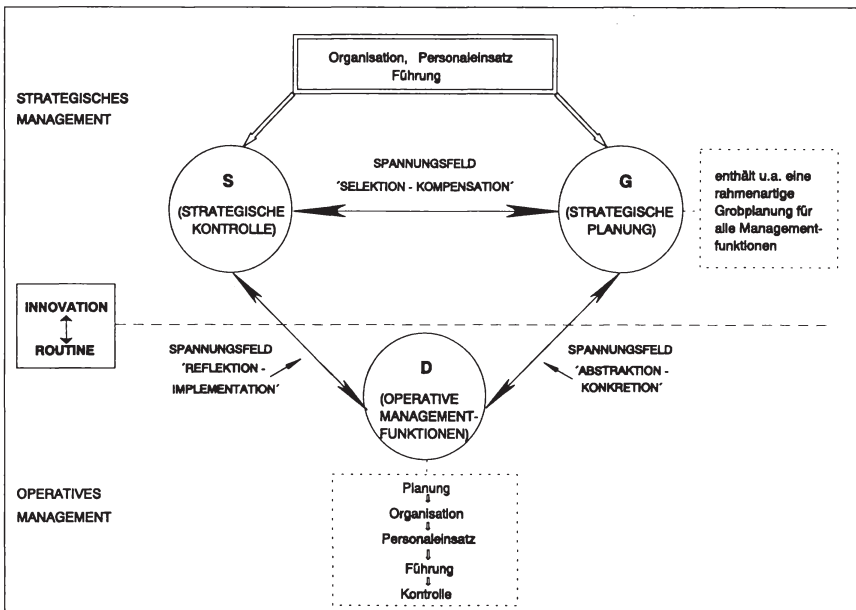 Organisation, Personaleinsatz
Führung
STRATEGISCHES
MANAGEMENT
S
(STRATEGISCHE
KONTROLLE)
SPANNUNGSFELD
'SELEKTION - KOMPENSATION'
G
(STRATEGISCHE
PLANUNG)
enthält u.a. eine
rahmenartige
Grobplanung für
alle Management-
funktionen
INNOVATION
ROUTINE
SPANNUNGSFELD
'REFLEKTION -
IMPLEMENTATION'
D
(OPERATIVE
MANAGEMENT-
FUNKTIONEN)
SPANNUNGSFELD
'ABSTRAKTION -
KONKRETION'
OPERATIVES
MANAGEMENT
Planung
Organisation
Personaleinsatz
Führung
Kontrolle